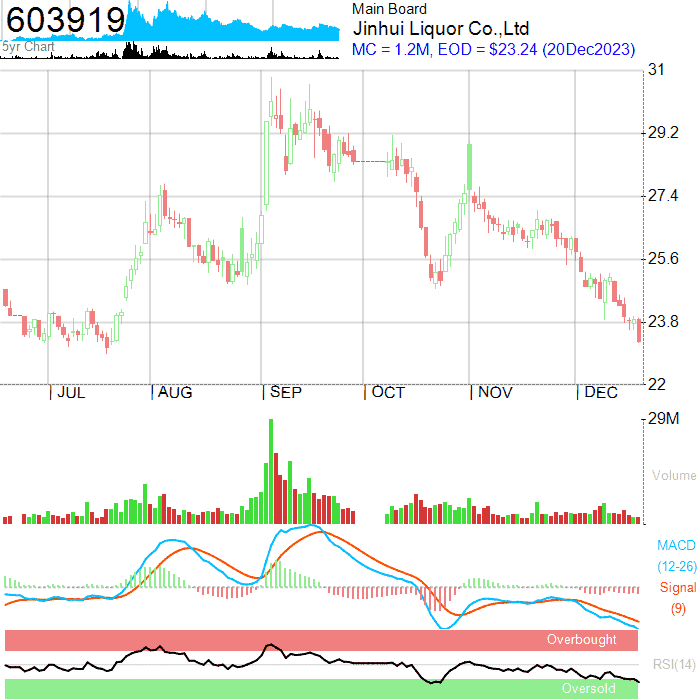 603919
5yr Chart
Main Board
Jinhui Liquor Co.,Ltd
MC = 1.2M, EOD = $23.24 (20Dec2023)
31
29.2
27.4
25.6
23.8
22
JUL
AUG
SEP
OCT
NOV
DEC
29M
Volume
MACD
(12-26)
Signal
(9)
Overbought
RSI(14)
Oversold